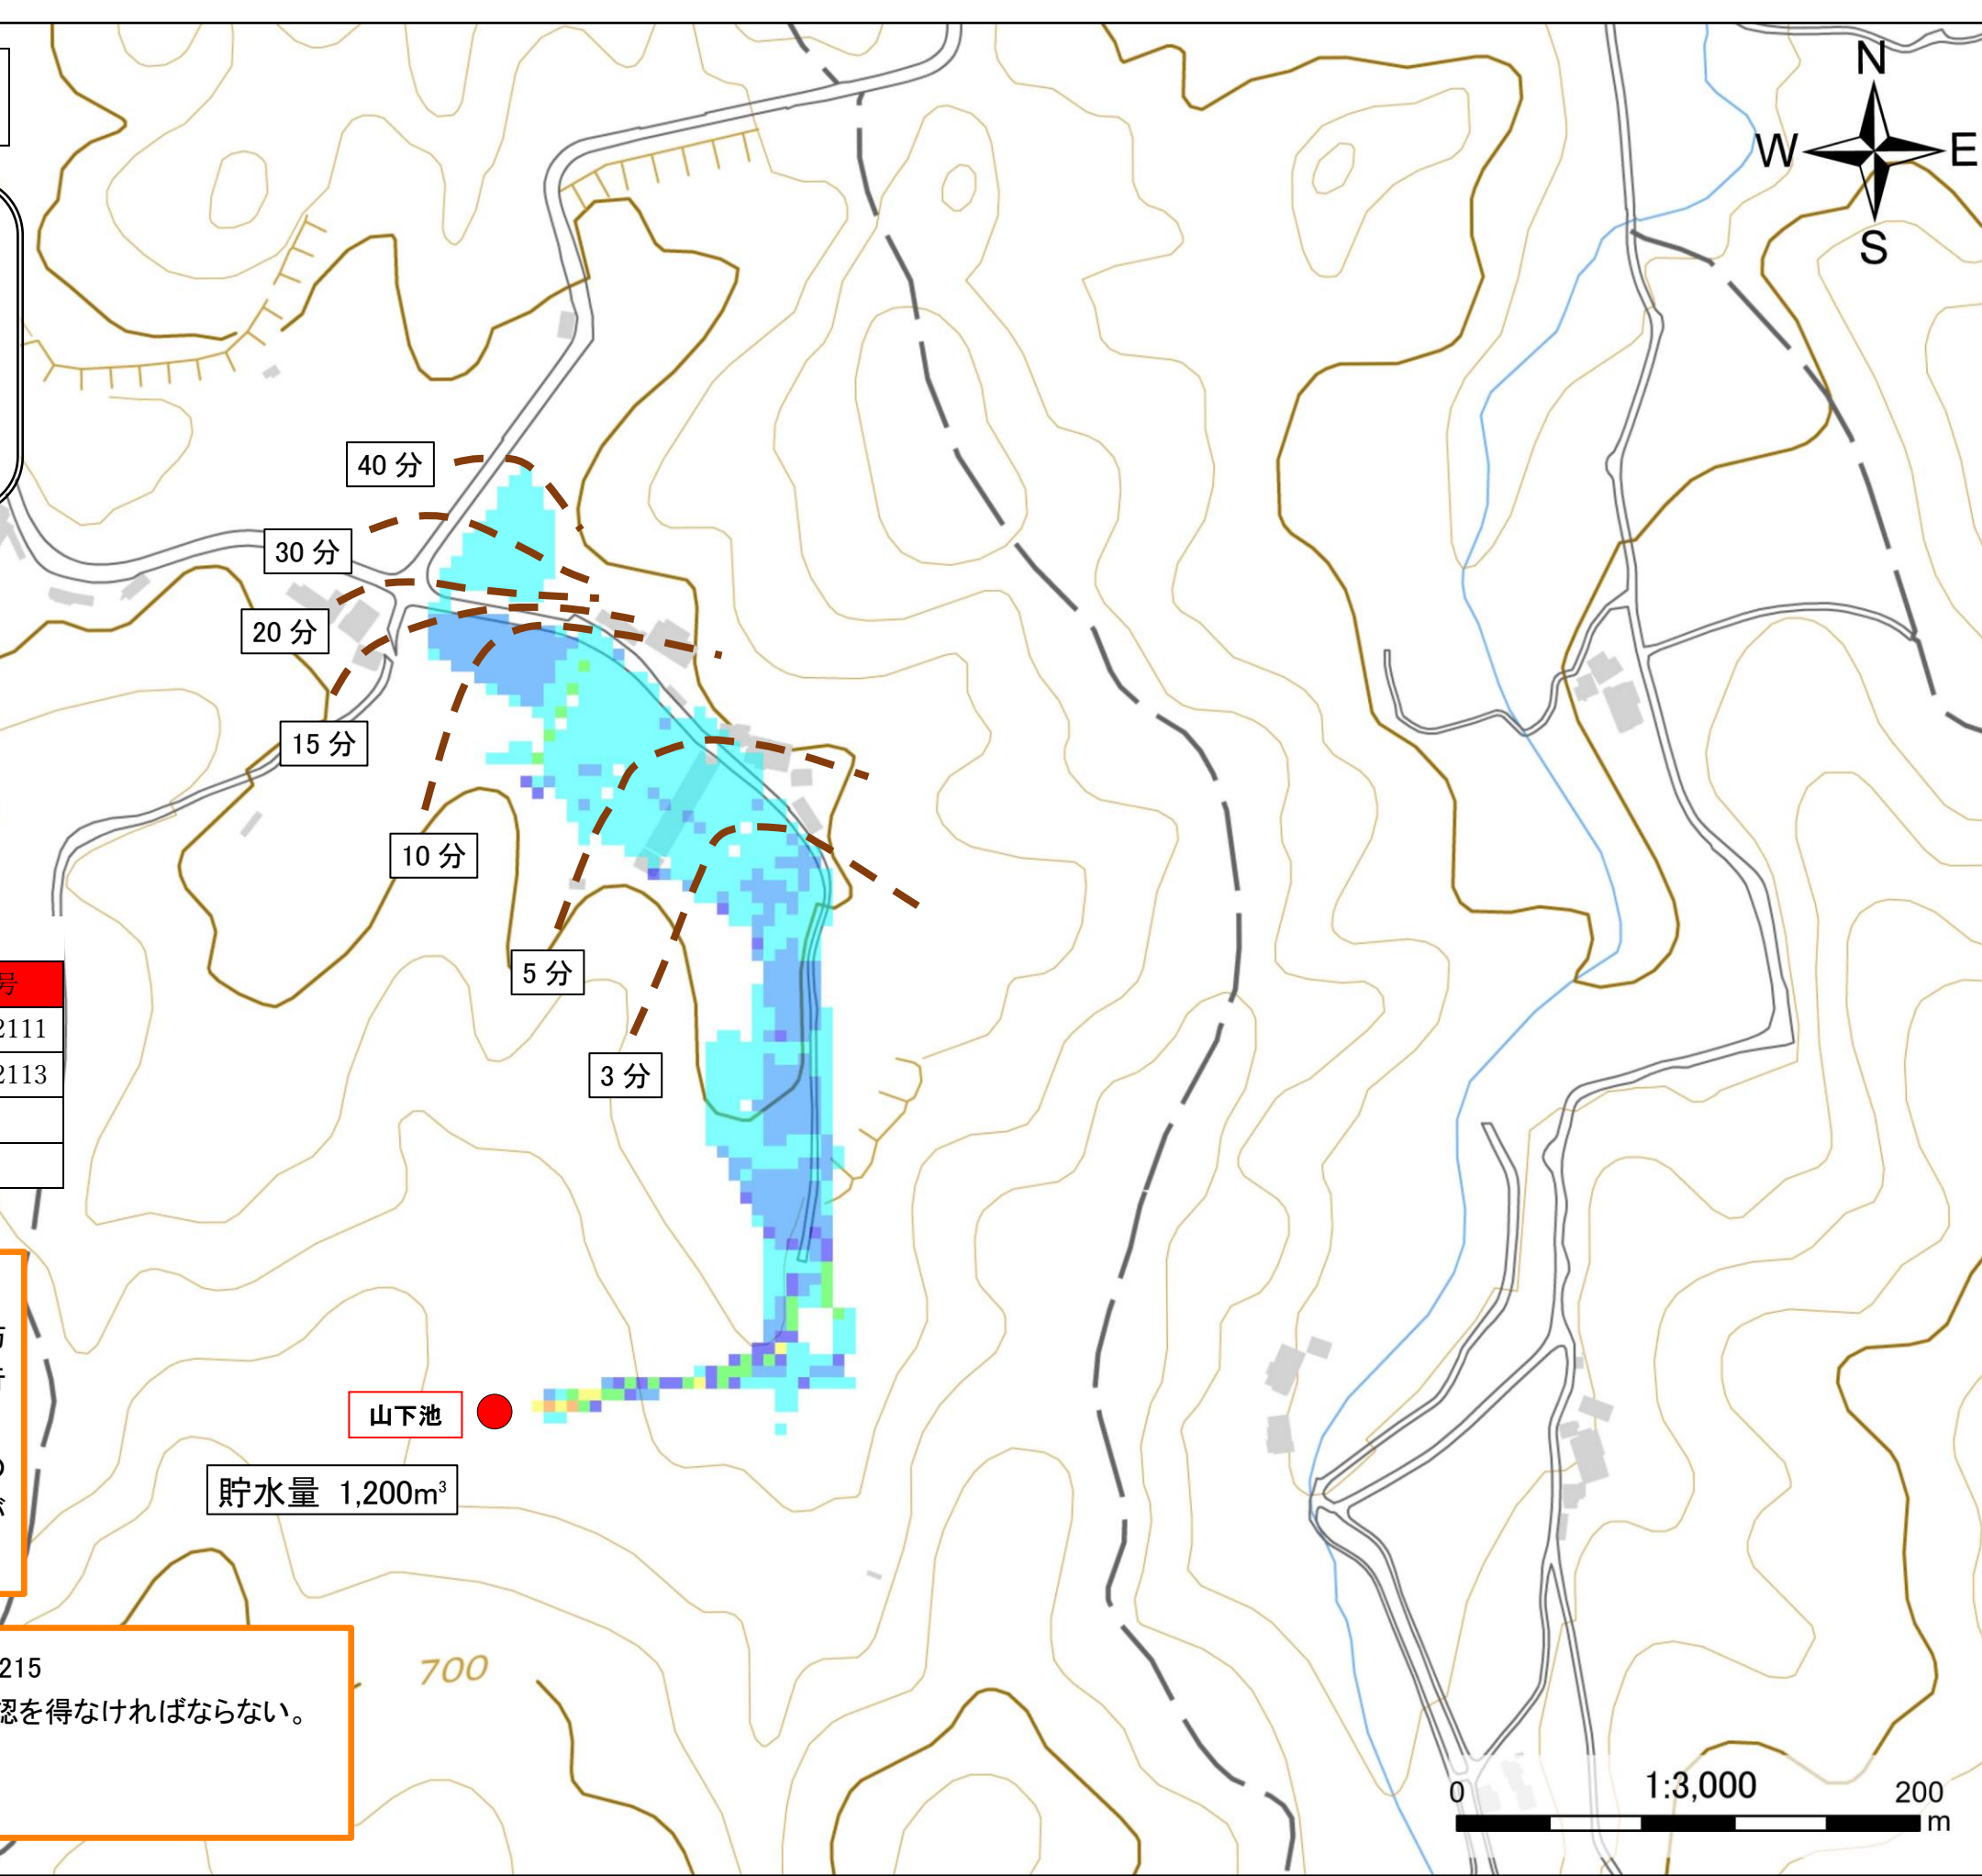 N
W
E
S
40 分
30 分
20 分
15 分
10 分
5 分
3 分
号
2111
2113
山下池
貯水量 1,200m³
700
215
認を得なければならない。
0
1:3,000
200
m